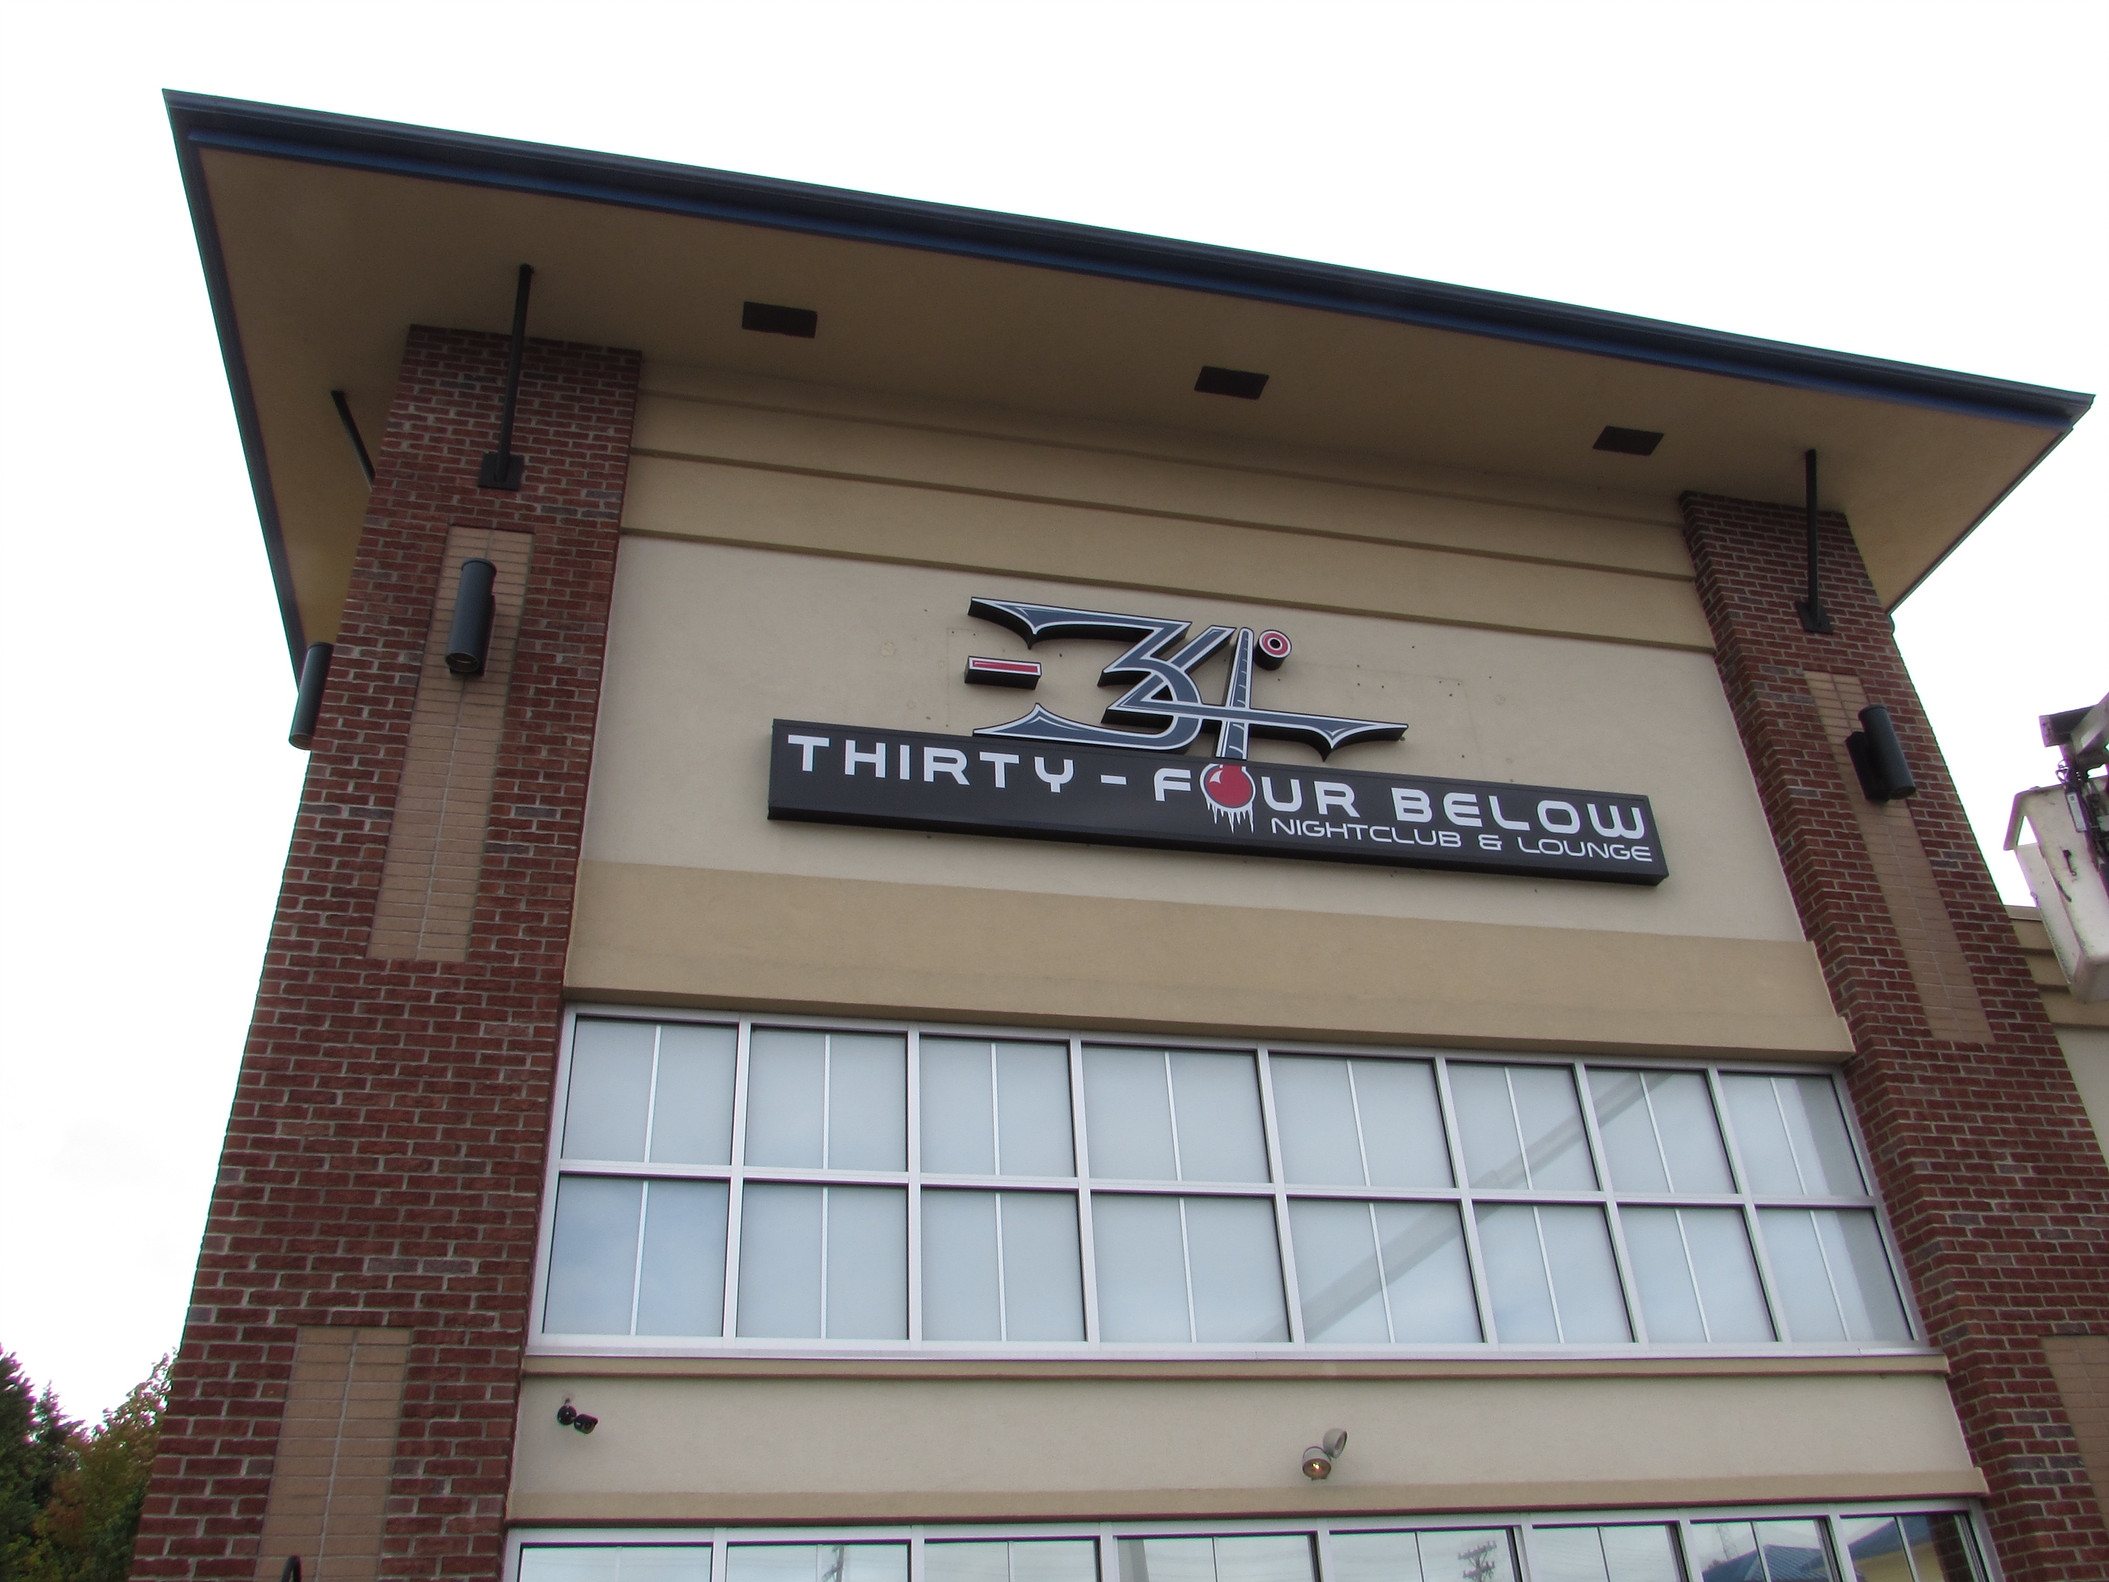 -34°
THIRTY - FOUR BELOW
NIGHTCLUB & LOUNGE